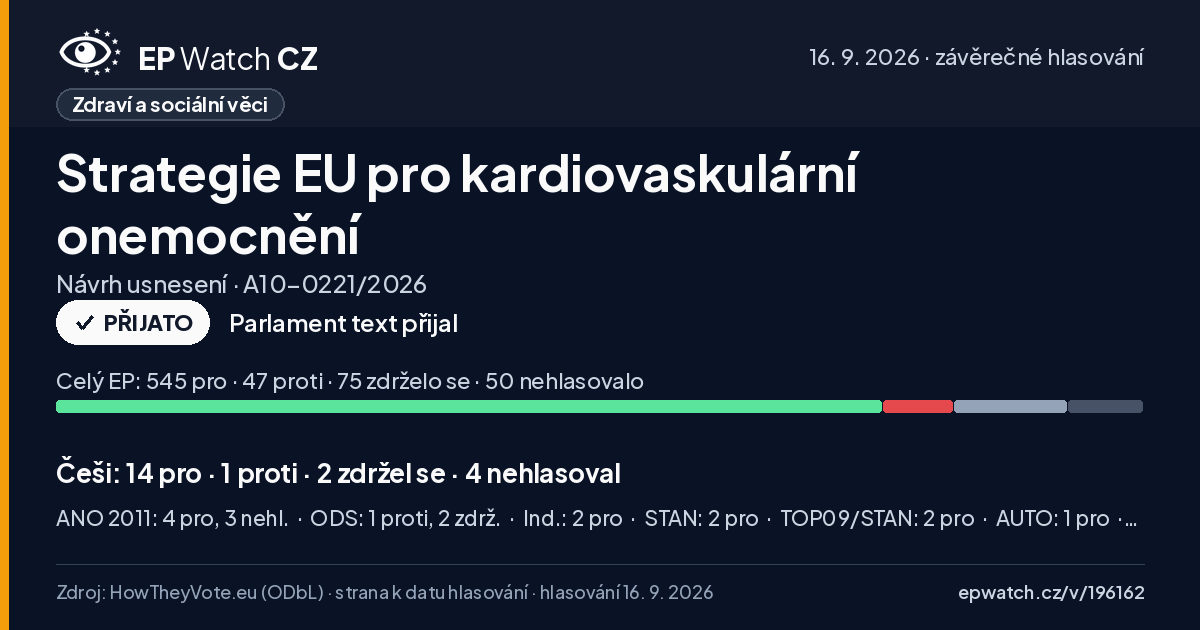 EP Watch CZ
16. 9. 2026 · závěrečné hlasování
Zdraví a sociální věci
Strategie EU pro kardiovaskulární
onemocnění
Návrh usnesení · A10–0221/2026
✓ PŘIJATO Parlament text přijal
Celý EP: 545 pro · 47 proti · 75 zdrželo se · 50 nehlasovalo
Češi: 14 pro · 1 proti · 2 zdržel se · 4 nehlasoval
ANO 2011: 4 pro, 3 nehl. · ODS: 1 proti, 2 zdrž. · Ind.: 2 pro · STAN: 2 pro · TOP09/STAN: 2 pro · AUTO: 1 pro ·…
Zdroj: HowTheyVote.eu (ODbL) · strana k datu hlasování · hlasování 16. 9. 2026
epwatch.cz/v/196162